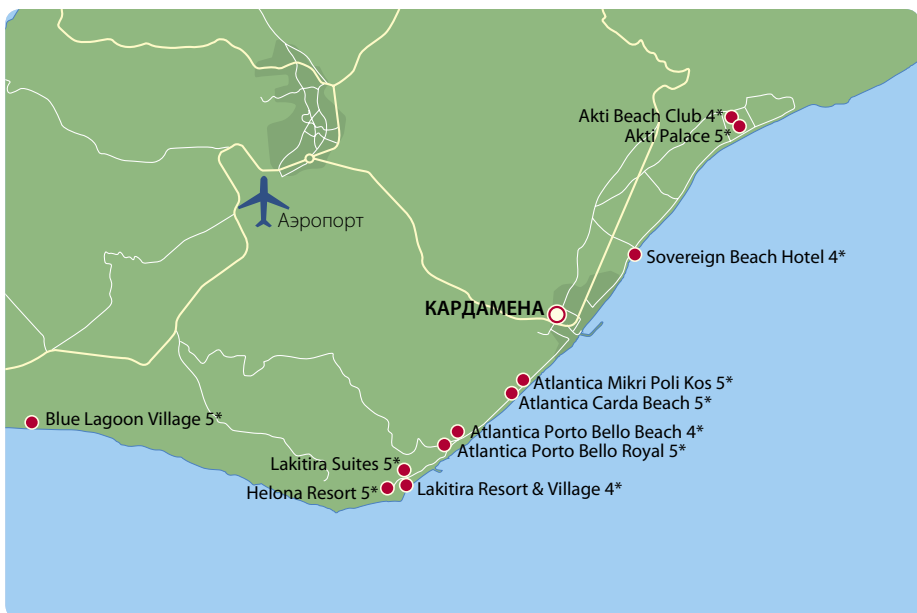 Akti Beach Club 4*
Akti Palace 5*
Аэропорт
Sovereign Beach Hotel 4*
КАРДАМЕНА
Atlantica Mikri Poli Kos 5*
Atlantica Carda Beach 5*
Blue Lagoon Village 5*
Atlantica Porto Bello Beach 4*
Atlantica Porto Bello Royal 5*
Lakitira Suites 5*
Helona Resort 5*
Lakitira Resort & Village 4*